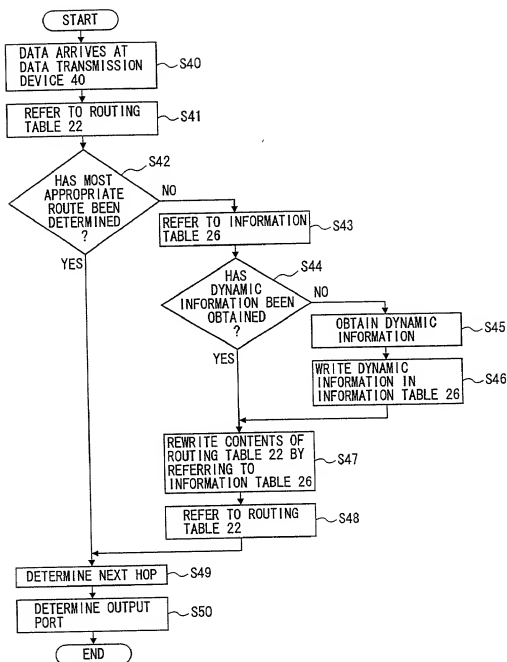 START
DATA ARRIVES AT
DATA TRANSMISSION
DEVICE 40
S40
REFER TO ROUTING
TABLE 22
S41
S42
HAS MOST
APPROPRIATE
ROUTE BEEN
DETERMINED
?
NO
YES
REFER TO INFORMATION
TABLE 26
S43
S44
HAS
DYNAMIC
INFORMATION BEEN
OBTAINED
?
NO
YES
OBTAIN DYNAMIC
INFORMATION
S45
WRITE DYNAMIC
INFORMATION IN
INFORMATION TABLE 26
S46
REWRITE CONTENTS OF
ROUTING TABLE 22 BY
REFERRING TO
INFORMATION TABLE 26
S47
REFER TO ROUTING
TABLE 22
S48
DETERMINE NEXT HOP
S49
DETERMINE OUTPUT
PORT
S50
END